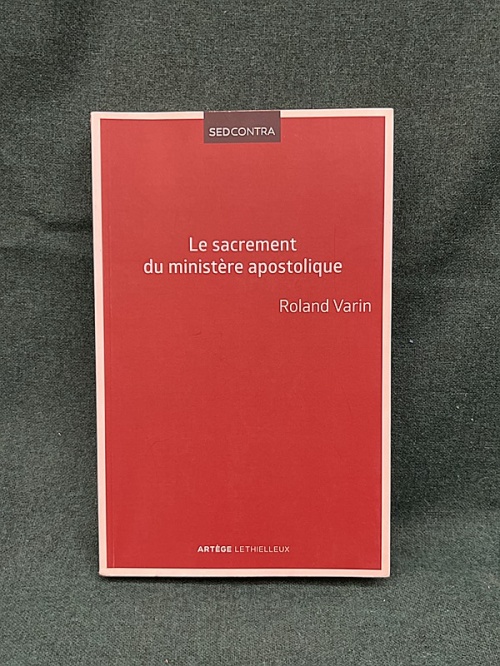 SEDCONTRA
Le sacrement
du ministère apostolique
Roland Varin
ARTÈGE LETHIELLEUX